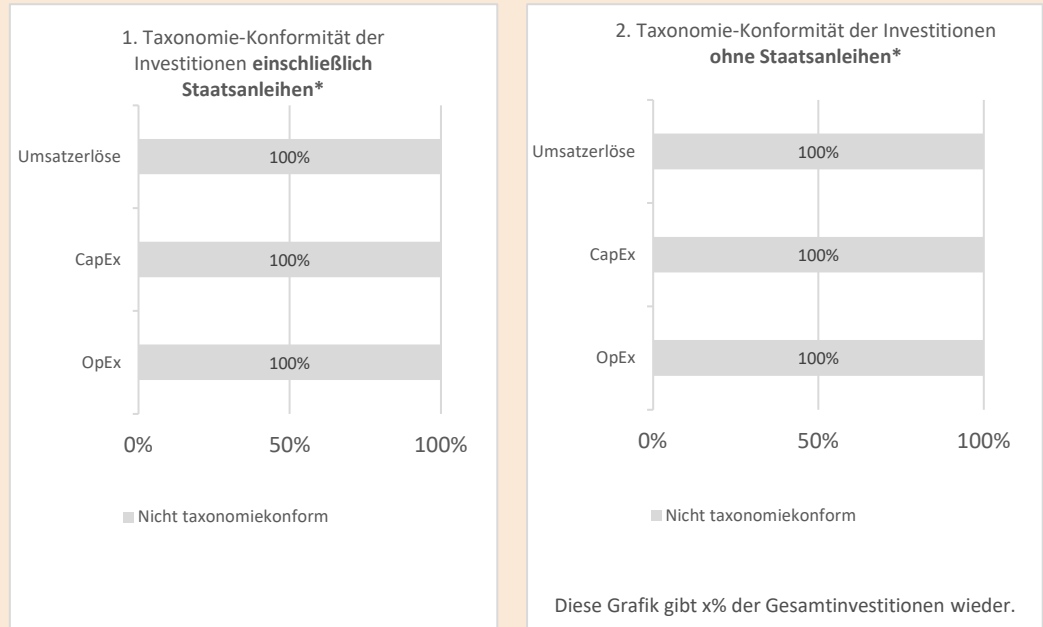 1. Taxonomie-Konformität der
Investitionen einschließlich
Staatsanleihen*
Umsatzerlöse
100%
CapEx
100%
OpEx
100%
0%
50%
100%
Nicht taxonomiekonform
2. Taxonomie-Konformität der Investitionen
ohne Staatsanleihen*
Umsatzerlöse
100%
CapEx
100%
OpEx
100%
0%
50%
100%
Nicht taxonomiekonform
Diese Grafik gibt x% der Gesamtinvestitionen wieder.